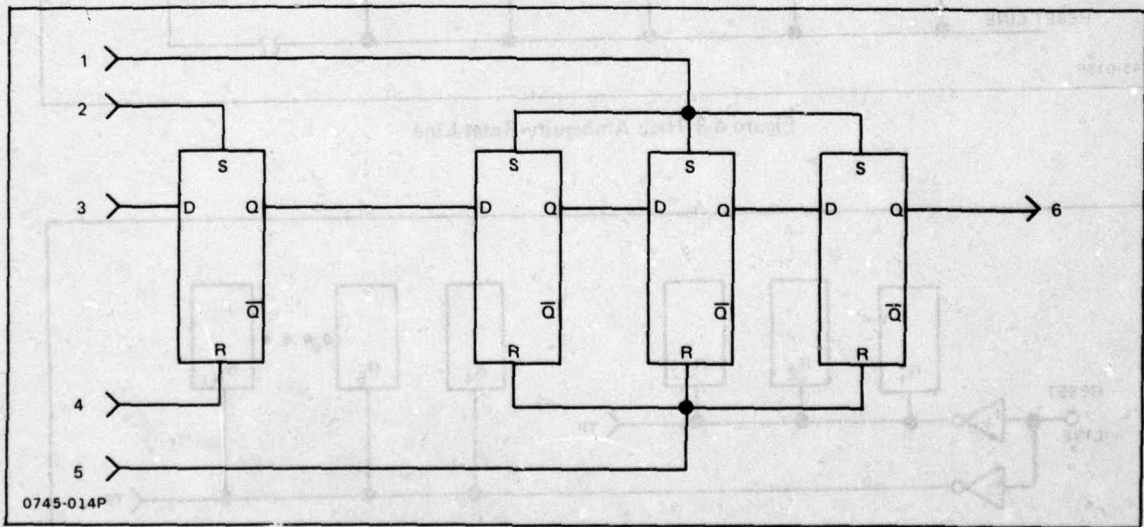 1
2
S S S S
3 D Q D Q D Q D Q 6
Q̅ Q̅ Q̅ Q̅
R R R R
4
5
0745-014P